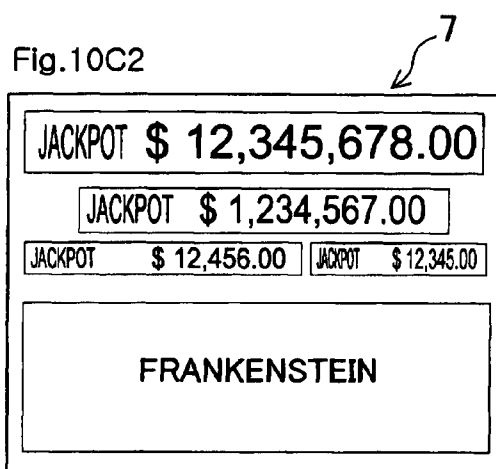 7
Fig.10C2
JACKPOT $ 12,345,678.00
JACKPOT $ 1,234,567.00
JACKPOT $ 12,456.00 JACKPOT $ 12,345.00
FRANKENSTEIN